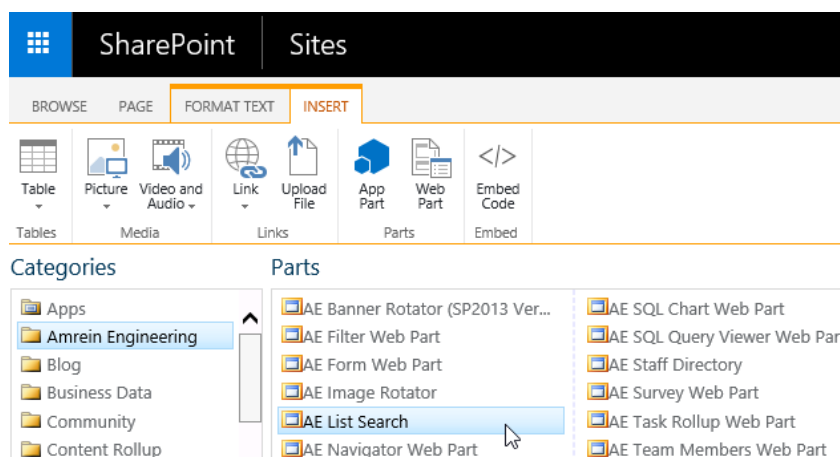 SharePoint Sites
BROWSE PAGE FORMAT TEXT INSERT
Table Picture Video and Audio Link Upload File App Part Web Part Embed Code
Tables Media Links Parts Embed
Categories
Apps
Amrein Engineering
Blog
Business Data
Community
Content Rollup
Parts
AE Banner Rotator (SP2013 Ver...
AE Filter Web Part
AE Form Web Part
AE Image Rotator
AE List Search
AE Navigator Web Part
AE SQL Chart Web Part
AE SQL Query Viewer Web Par
AE Staff Directory
AE Survey Web Part
AE Task Rollup Web Part
AE Team Members Web Part